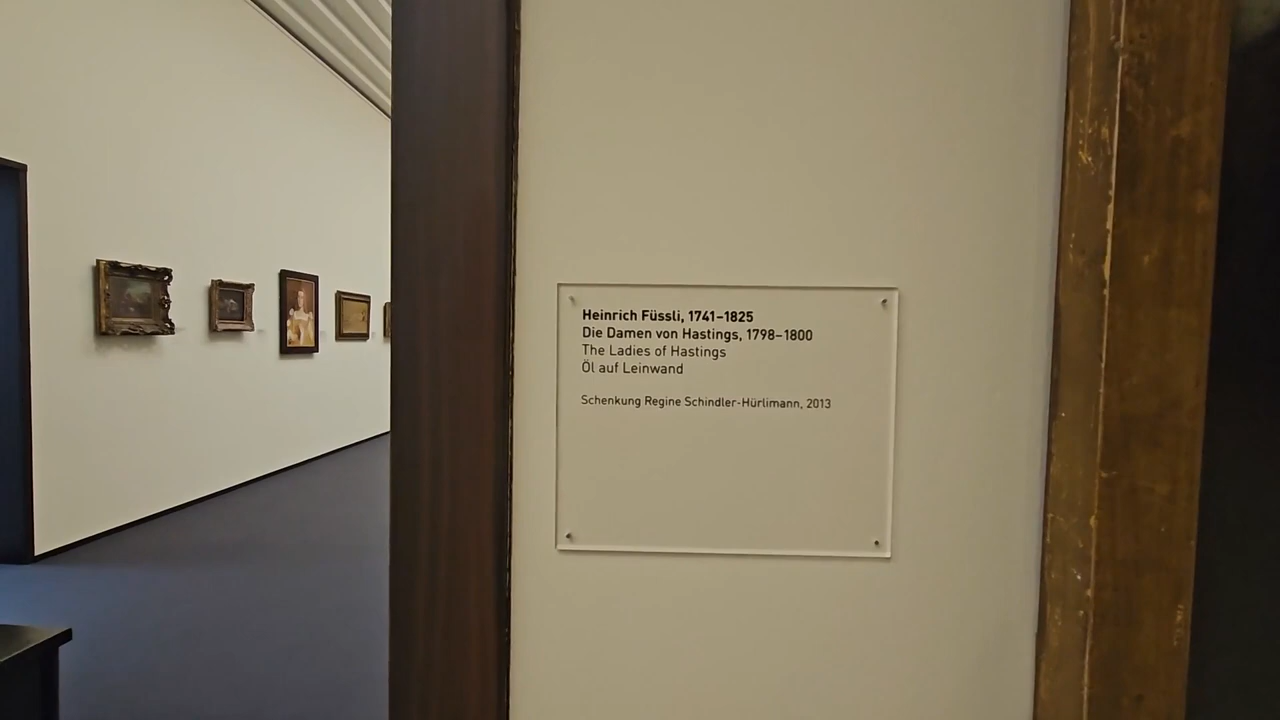 Heinrich Füssli, 1741–1825
Die Damen von Hastings, 1798–1800
The Ladies of Hastings
Öl auf Leinwand
Schenkung Regine Schindler-Hürlimann, 2013